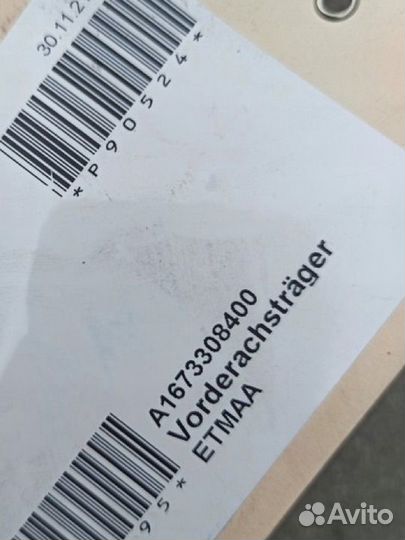 30.11.2
*P90524*
A1673308400
Vorderachsträger
ETMAA
95*
Avito